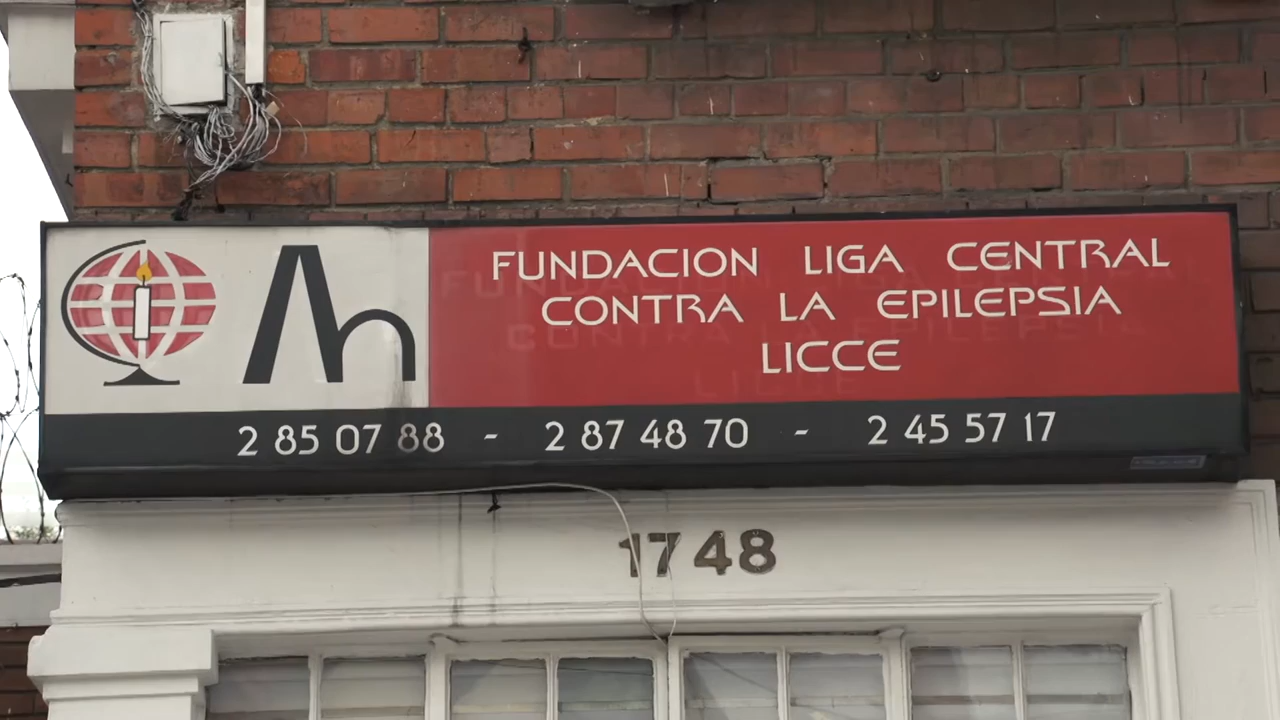 FUNDACION LIGA CENTRAL
CONTRA LA EPILEPSIA
LICCE
2 85 07 88 - 2 87 48 70 - 2 45 57 17
1748